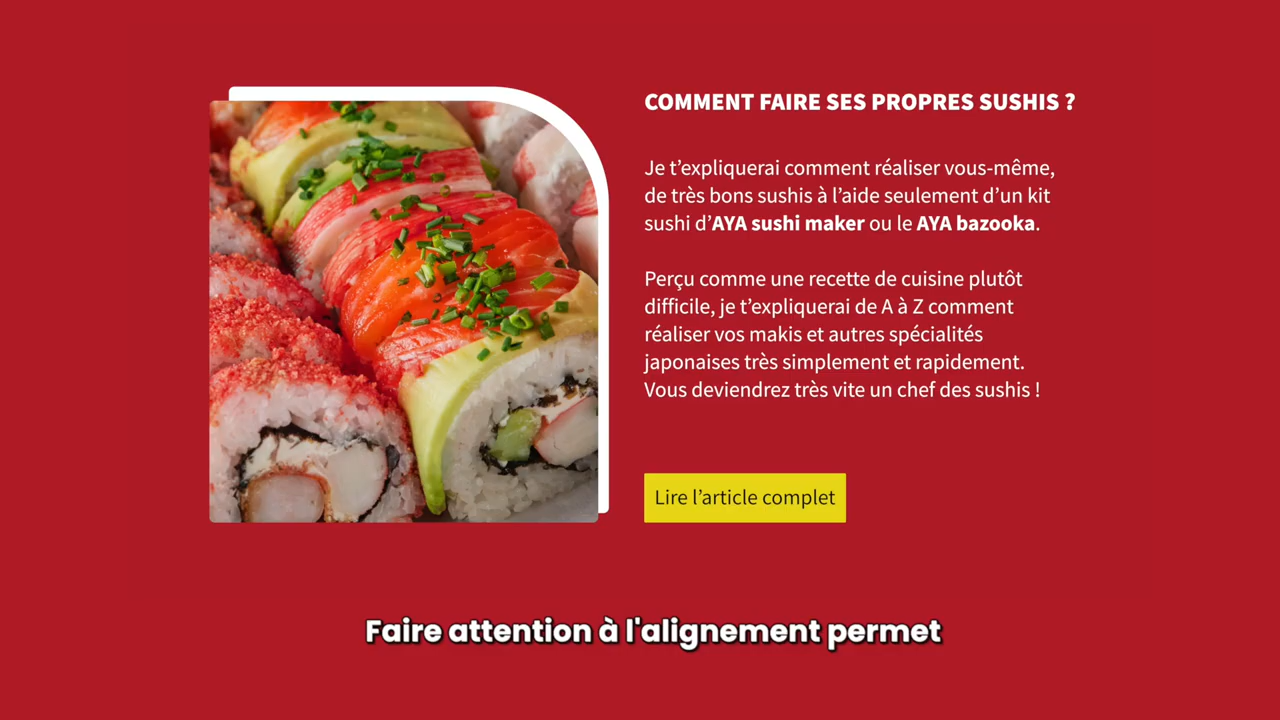 COMMENT FAIRE SES PROPRES SUSHIS ?
Je t’expliquerai comment réaliser vous-même,
de très bons sushis à l’aide seulement d’un kit
sushi d’AYA sushi maker ou le AYA bazooka.
Perçu comme une recette de cuisine plutôt
difficile, je t’expliquerai de A à Z comment
réaliser vos makis et autres spécialités
japonaises très simplement et rapidement.
Vous deviendrez très vite un chef des sushis !
Lire l’article complet
Faire attention à l'alignement permet